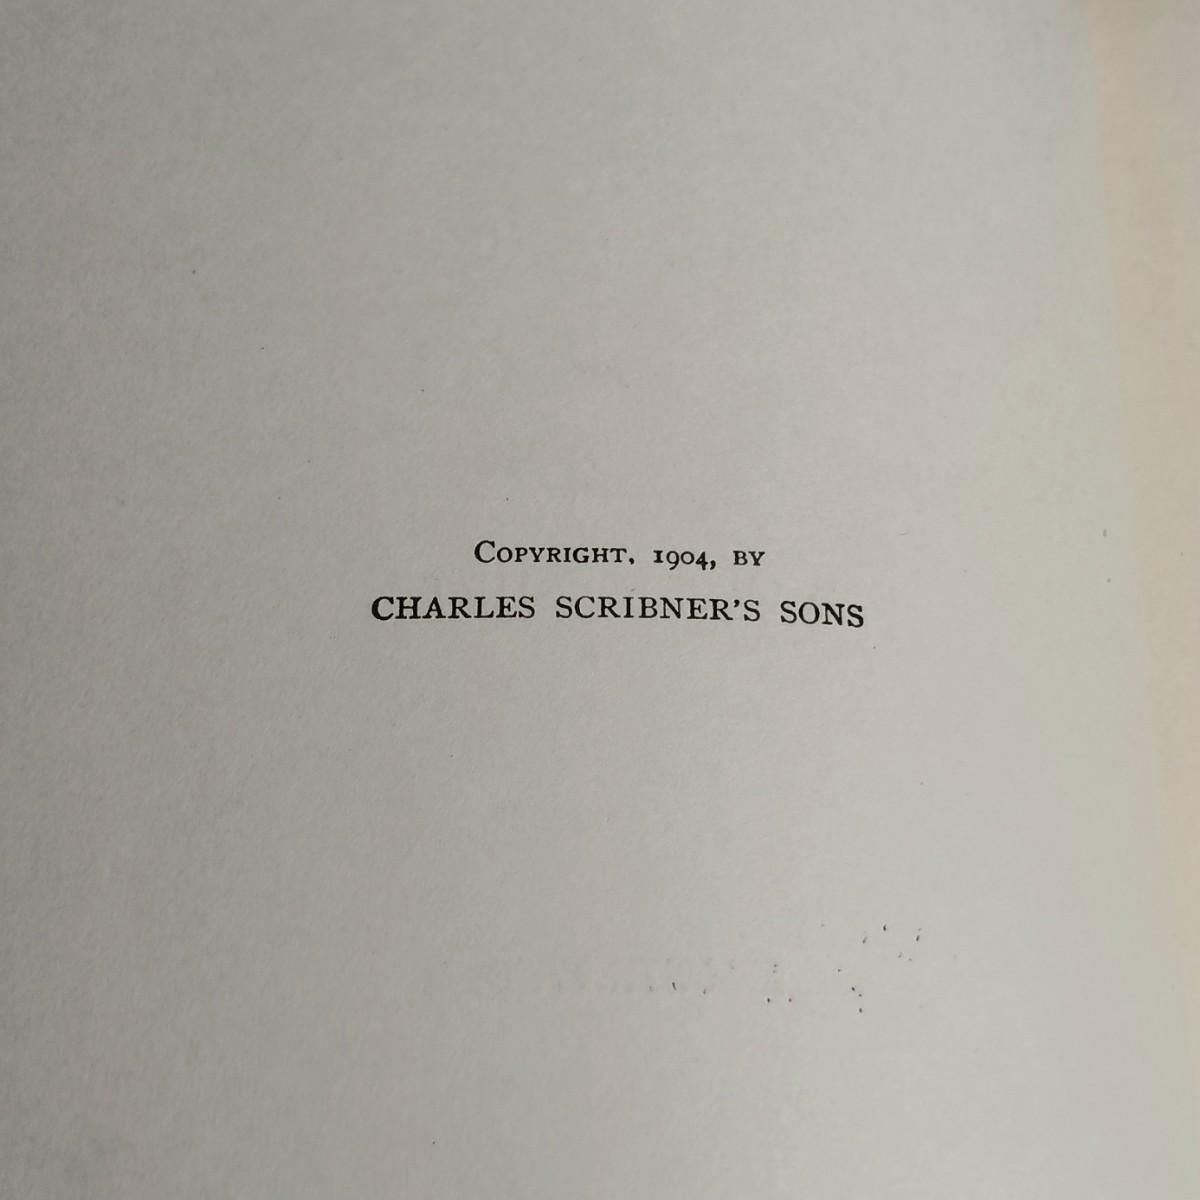 Copyright, 1904, by
CHARLES SCRIBNER'S SONS